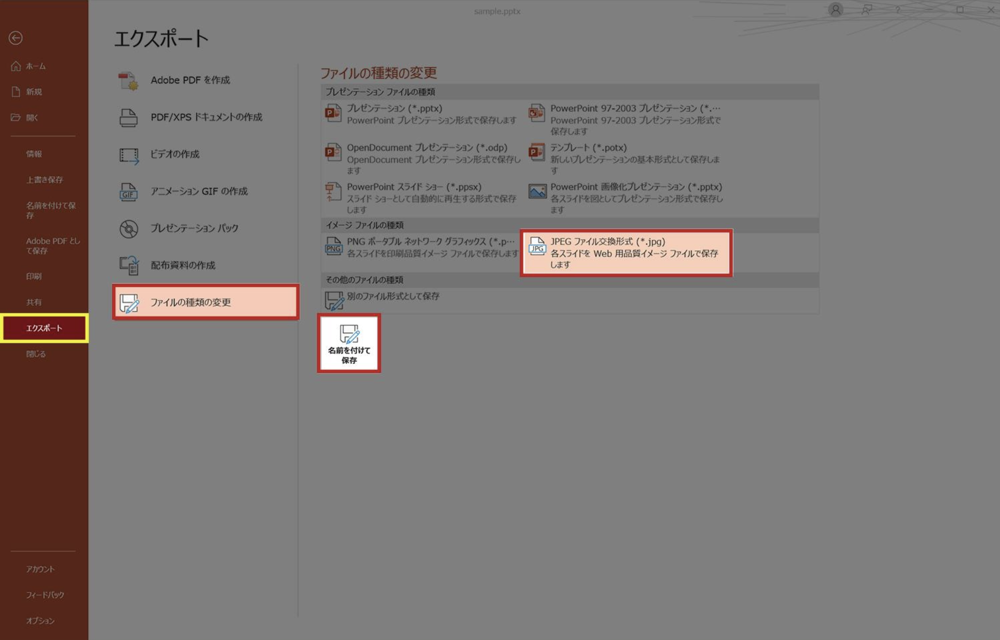 sample.pptx
?
エクスポート
ホーム
新規
開く
情報
上書き保存
名前を付けて保
存
Adobe PDF とし
て保存
印刷
共有
エクスポート
閉じる
アカウント
フィードバック
オプション
Adobe PDF を作成
PDF/XPS ドキュメントの作成
ビデオの作成
GIF
アニメーション GIF の作成
プレゼンテーション パック
配布資料の作成
ファイルの種類の変更
ファイルの種類の変更
プレゼンテーション ファイルの種類
P
プレゼンテーション (*.pptx)
PowerPoint プレゼンテーション形式で保存します
PowerPoint 97-2003 プレゼンテーション (*.…
PowerPoint 97-2003 プレゼンテーション形式で
保存します
P
OpenDocument プレゼンテーション (*.odp)
OpenDocument プレゼンテーション形式で保存し
ます
P
テンプレート (*.potx)
新しいプレゼンテーションの基本形式として保存しま
す
PowerPoint スライド ショー (*.ppsx)
スライド ショーとして自動的に再生する形式で保存
します
PowerPoint 画像化プレゼンテーション (*.pptx)
各スライドを図としてプレゼンテーション形式で保存し
ます
イメージ ファイルの種類
PNG
PNG ポータブル ネットワーク グラフィックス (*.p…
各スライドを印刷品質イメージ ファイルで保存します
JPG
JPEG ファイル交換形式 (*.jpg)
各スライドを Web 用品質イメージ ファイルで保存
します
その他のファイルの種類
別のファイル形式として保存
名前を付けて
保存